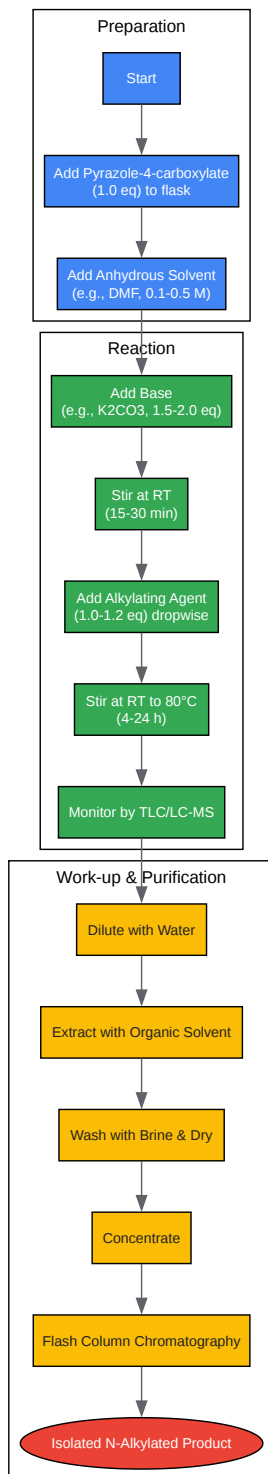 Preparation
Start
Add Pyrazole-4-carboxylate
(1.0 eq) to flask
Add Anhydrous Solvent
(e.g., DMF, 0.1-0.5 M)
Reaction
Add Base
(e.g., K2CO3, 1.5-2.0 eq)
Stir at RT
(15-30 min)
Add Alkylating Agent
(1.0-1.2 eq) dropwise
Stir at RT to 80°C
(4-24 h)
Monitor by TLC/LC-MS
Work-up & Purification
Dilute with Water
Extract with Organic Solvent
Wash with Brine & Dry
Concentrate
Flash Column Chromatography
Isolated N-Alkylated Product